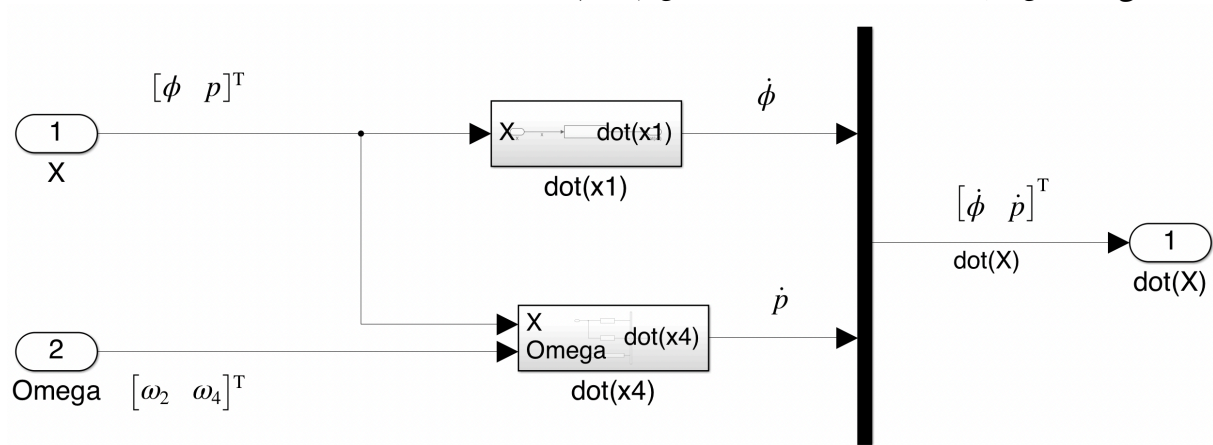 [ϕ p]ᵀ
1
X
X
dot(x1)
dot(x1)
ϕ̇
[ϕ̇ ṗ]ᵀ
dot(X)
1
dot(X)
X
Omega
dot(x4)
dot(x4)
ṗ
2
Omega
[ω₂ ω₄]ᵀ